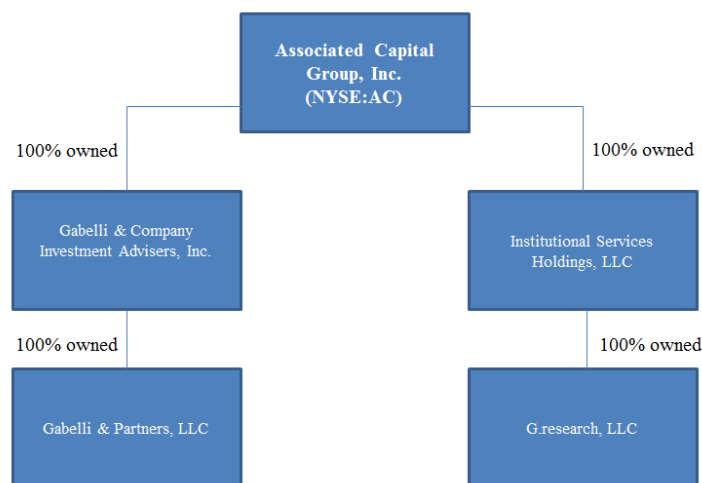 Associated Capital
Group, Inc.
(NYSE:AC)
100% owned
100% owned
Gabelli & Company
Investment Advisers, Inc.
Institutional Services
Holdings, LLC
100% owned
100% owned
Gabelli & Partners, LLC
G.research, LLC